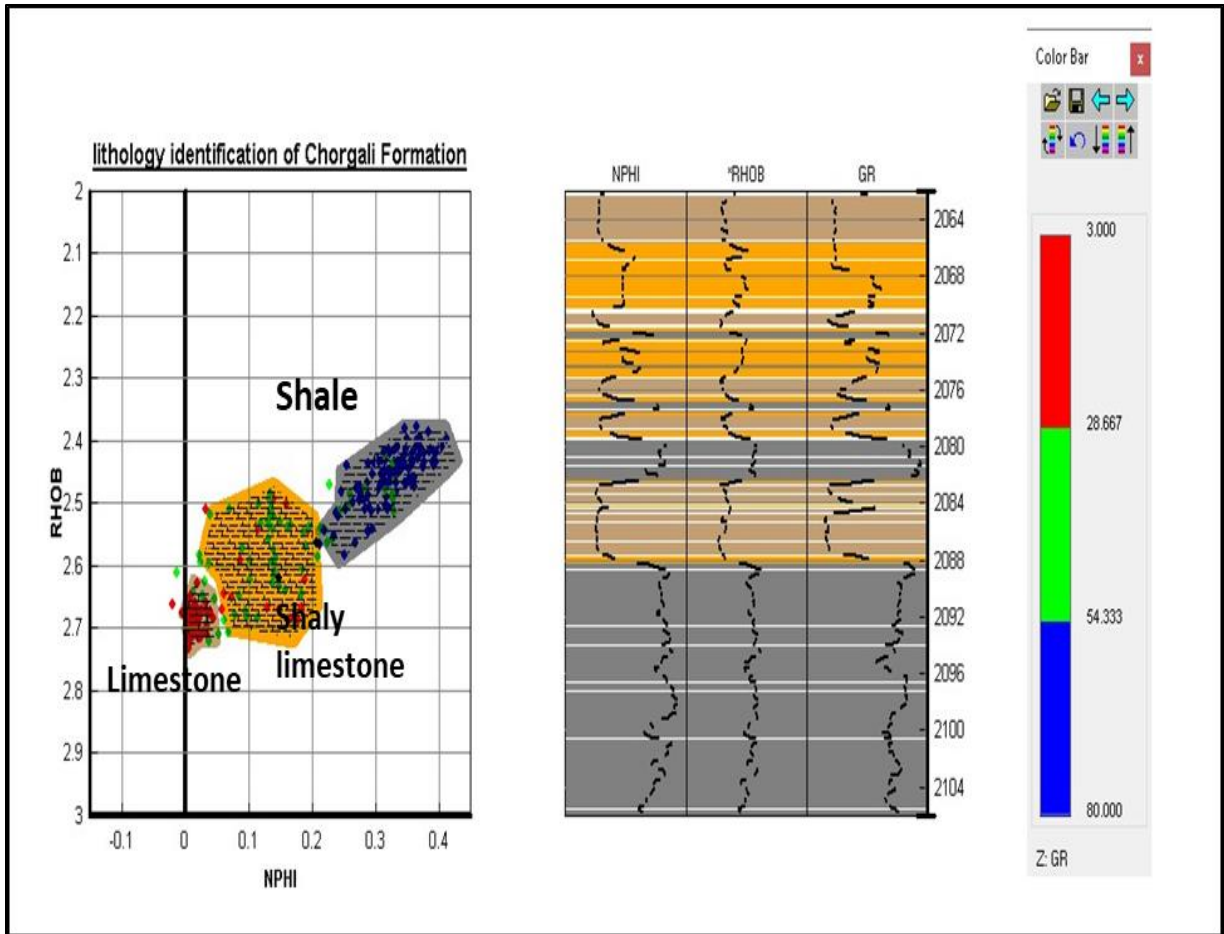 lithology identification of Chorgali Formation
2
2.1
2.2
2.3
2.4
2.5
2.6
2.7
2.8
2.9
3
RHOB
-0.1 0 0.1 0.2 0.3 0.4
NPHI
Shale
Shaly
limestone
Limestone
NPHI *RHOB GR
2064
2068
2072
2076
2080
2084
2088
2092
2096
2100
2104
Color Bar x
3.000
28.667
54.333
80.000
Z: GR